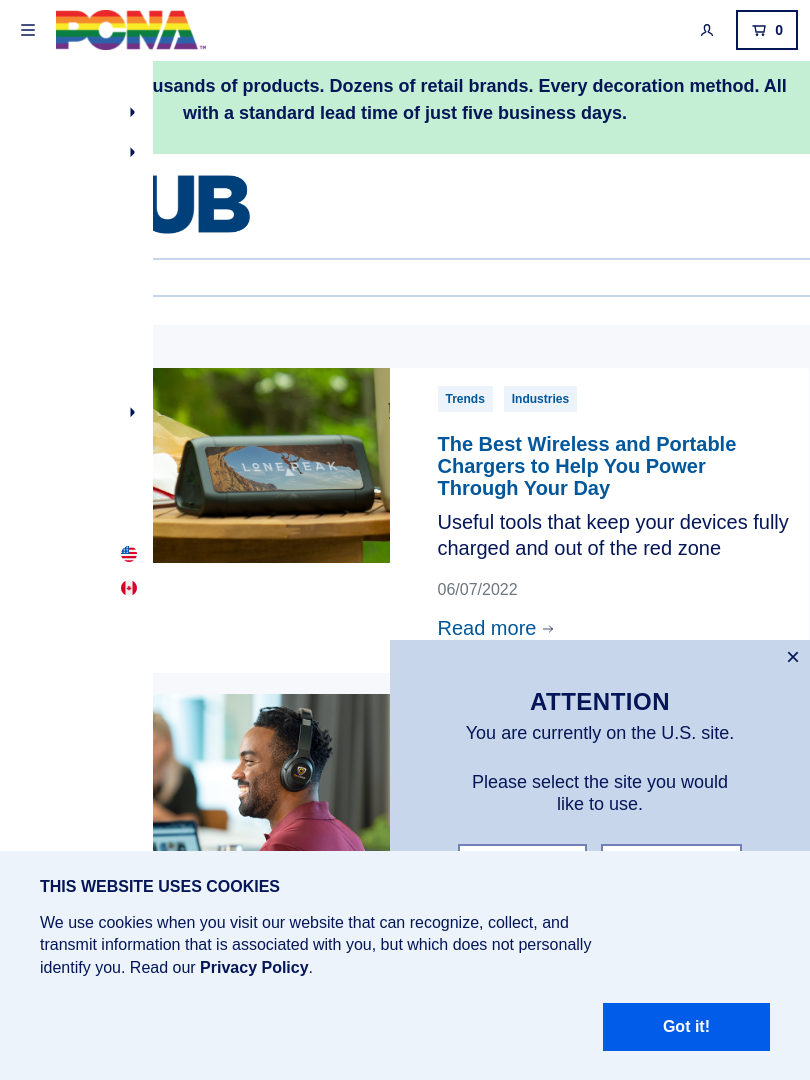 PCNA™
0
usands of products. Dozens of retail brands. Every decoration method. All
with a standard lead time of just five business days.
UB
Trends
Industries
LONE PEAK
The Best Wireless and Portable
Chargers to Help You Power
Through Your Day
Useful tools that keep your devices fully
charged and out of the red zone
06/07/2022
Read more
ATTENTION
You are currently on the U.S. site.
Please select the site you would
like to use.
THIS WEBSITE USES COOKIES
We use cookies when you visit our website that can recognize, collect, and
transmit information that is associated with you, but which does not personally
identify you. Read our Privacy Policy.
Got it!